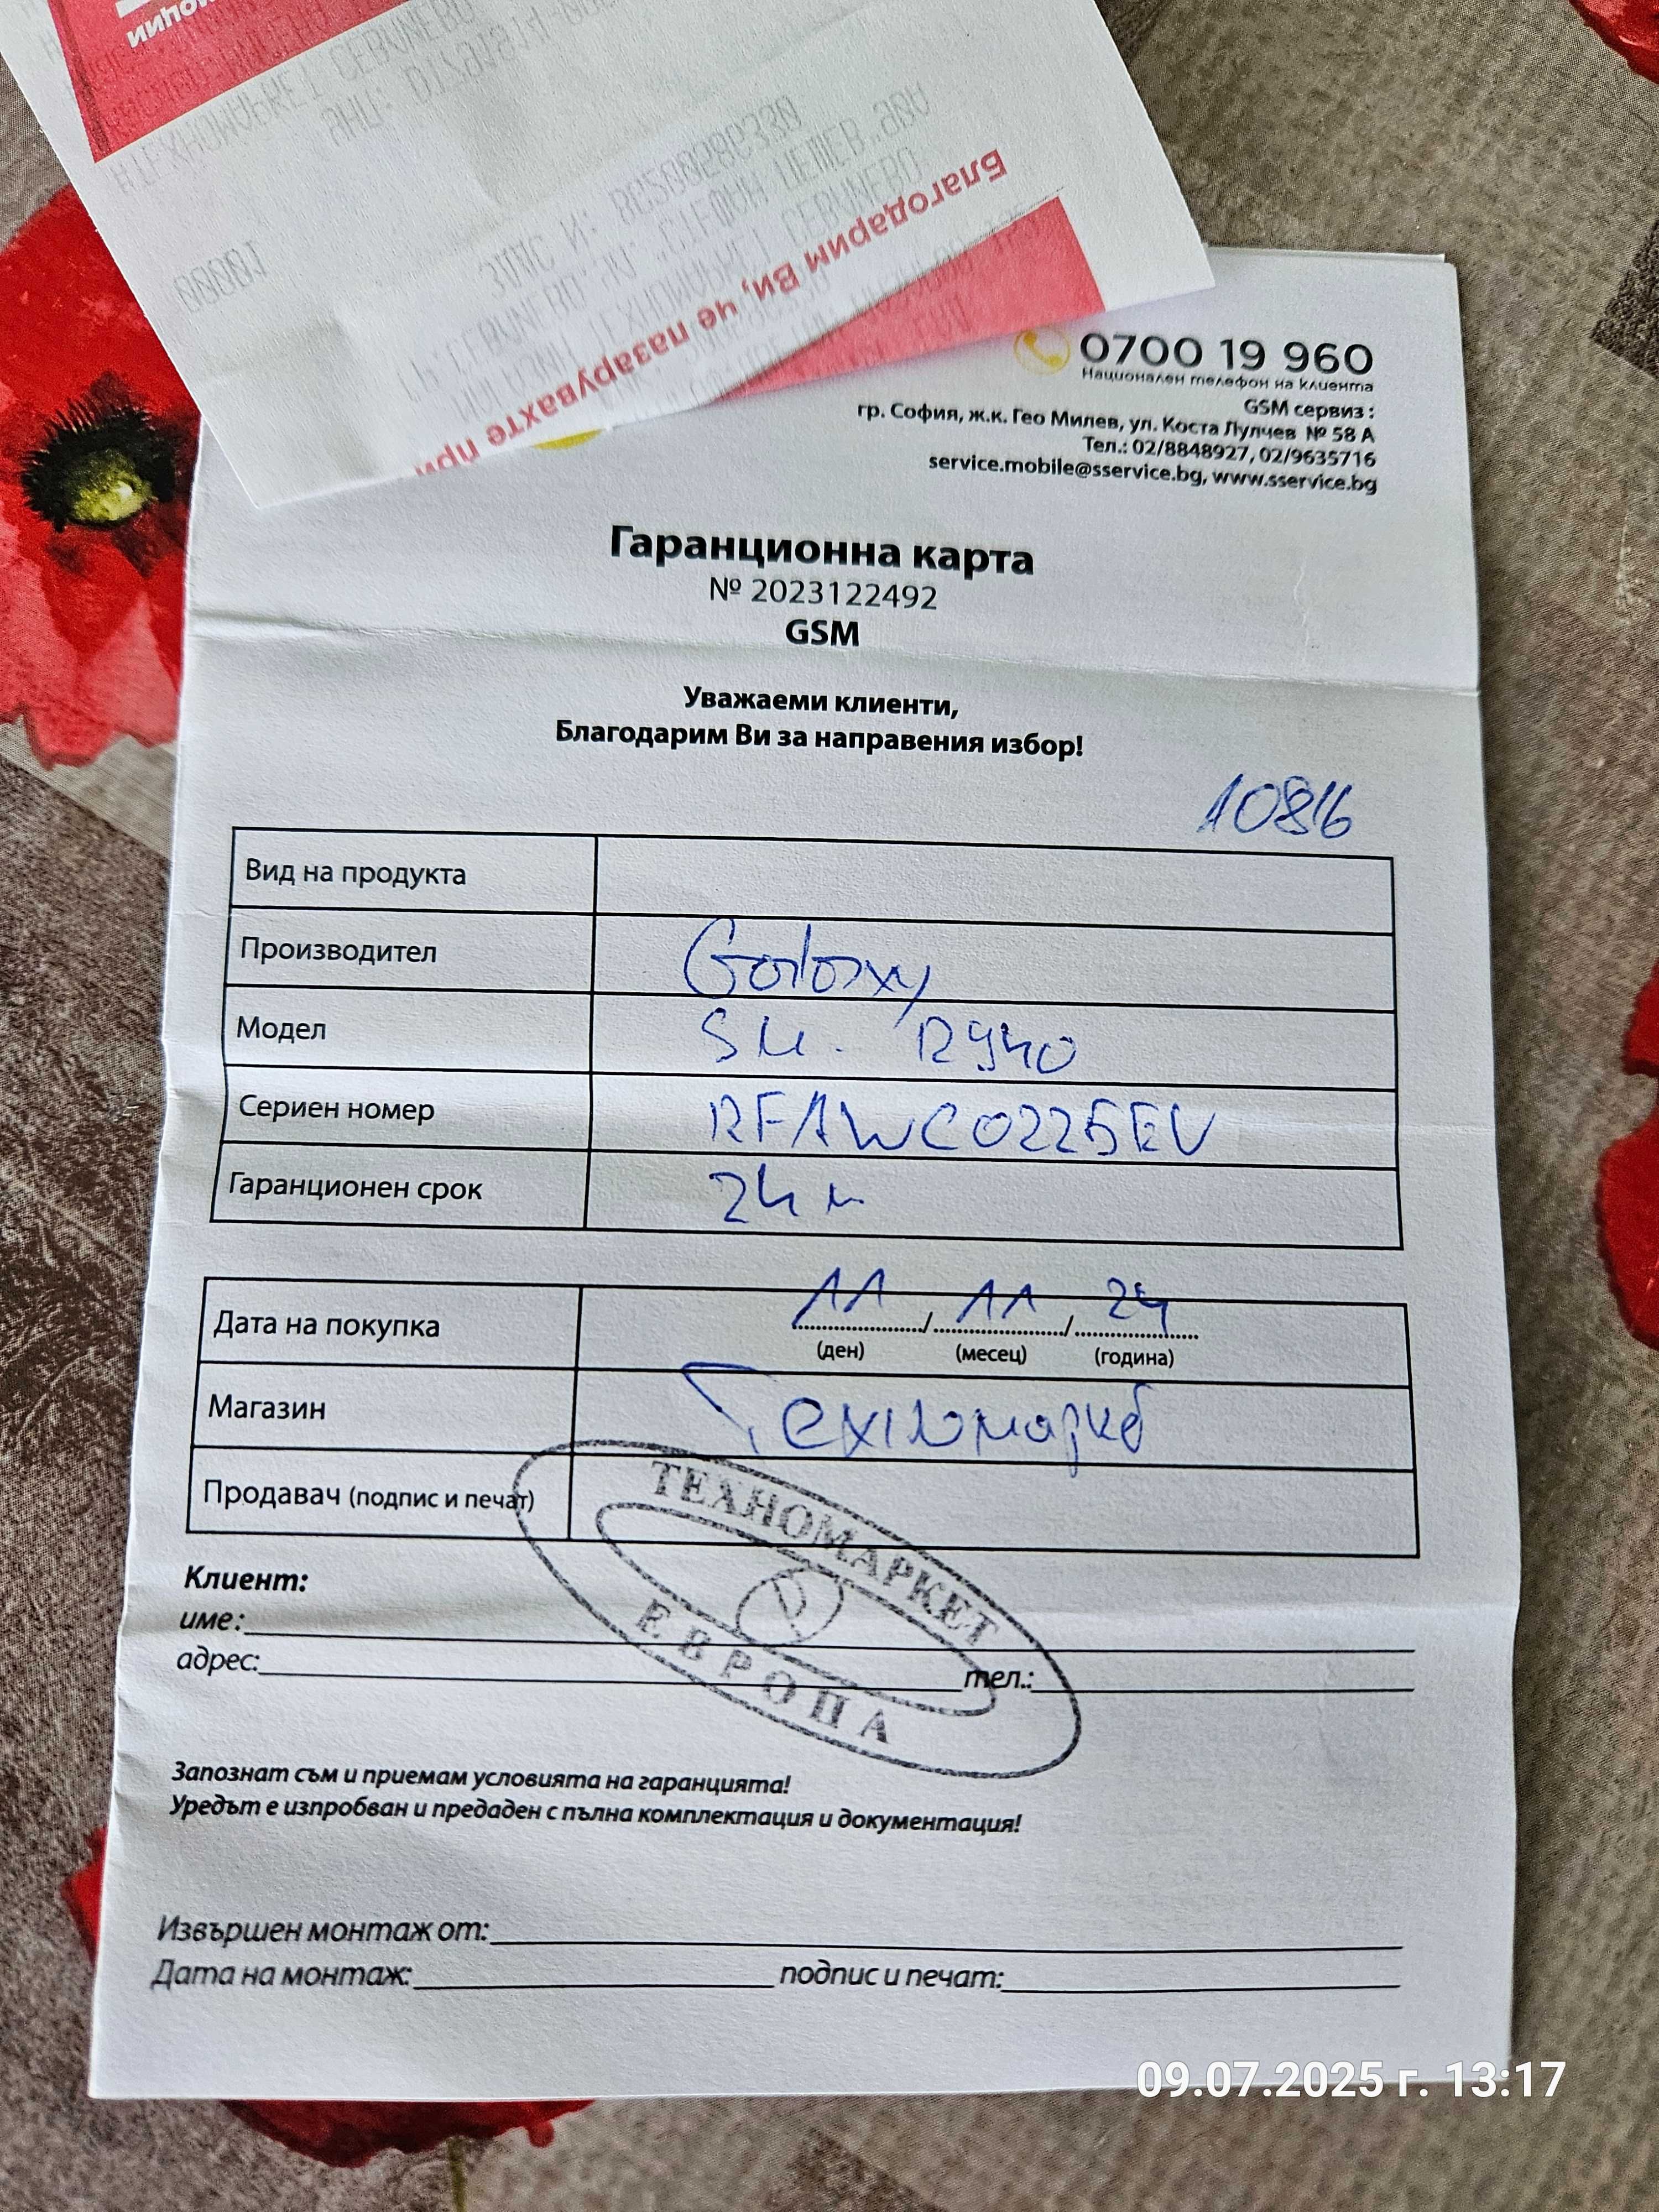 Благодарим Ви, че пазарувахте при
ЗДДС N: BG200586330
00001
0700 19 960
Национален телефон на клиента
GSM сервиз :
гр. София, ж.к. Гео Милев, ул. Коста Лулчев № 58 А
Тел.: 02/8848927, 02/9635716
service.mobile@sservice.bg, www.sservice.bg
Гаранционна карта
№ 2023122492
GSM
Уважаеми клиенти,
Благодарим Ви за направения избор!
10816
Вид на продукта
Производител Galaxy
Модел SM. R940
Сериен номер RFAWC0225EV
Гаранционен срок 24 м
Дата на покупка 11 / 11 / 24
(ден) (месец) (година)
Магазин Техномаркет
Продавач (подпис и печат)
ТЕХНОМАРКЕТ
ЕВРОПА
Клиент:
име:
адрес: тел.:
Запознат съм и приемам условията на гаранцията!
Уредът е изпробван и предаден с пълна комплектация и документация!
Извършен монтаж от:
Дата на монтаж: подпис и печат:
09.07.2025 г. 13:17